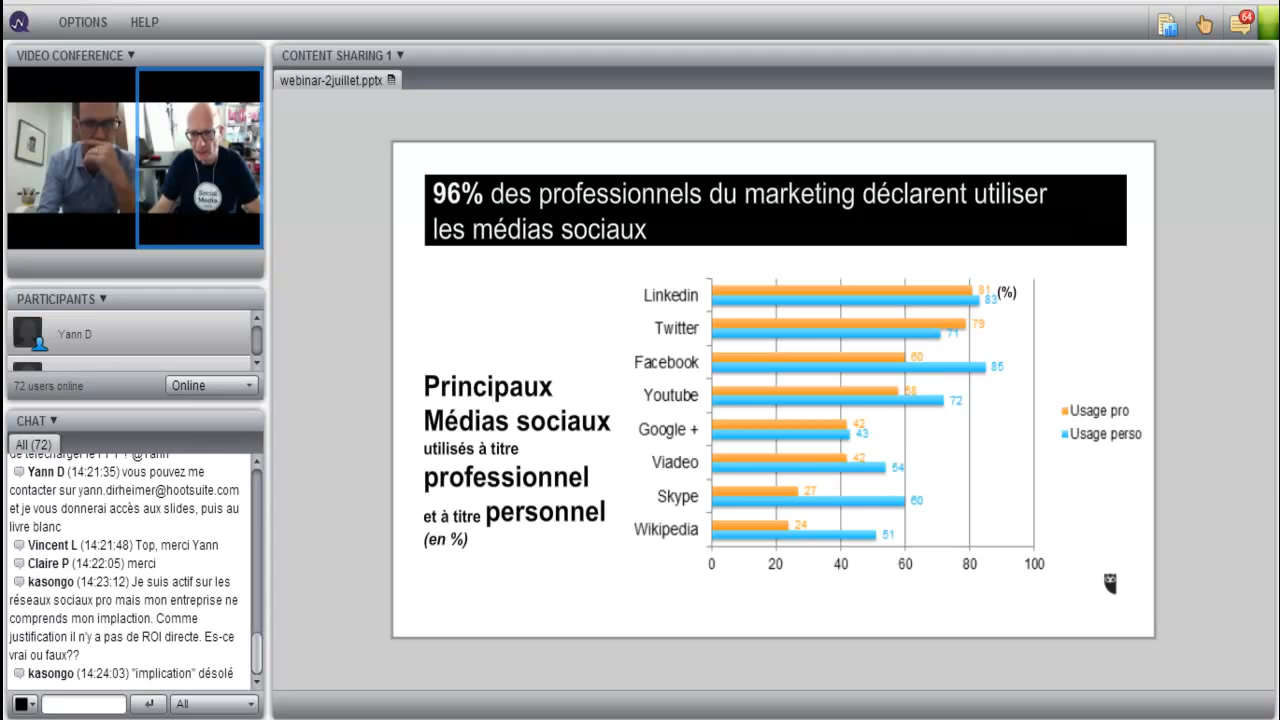 OPTIONS
HELP
64
VIDEO CONFERENCE
CONTENT SHARING 1
webinar-2juillet.pptx
Social
Media
PARTICIPANTS
Yann D
72 users online
Online
CHAT
All (72)
de télécharger le PPT ? @Yann
Yann D (14:21:35) vous pouvez me
contacter sur yann.dirheimer@hootsuite.com
et je vous donnerai accès aux slides, puis au
livre blanc
Vincent L (14:21:48) Top, merci Yann
Claire P (14:22:05) merci
kasongo (14:23:12) Je suis actif sur les
réseaux sociaux pro mais mon entreprise ne
comprends mon implaction. Comme
justification il n'y a pas de ROI directe. Es-ce
vrai ou faux??
kasongo (14:24:03) "implication" désolé
All
96% des professionnels du marketing déclarent utiliser
les médias sociaux
Principaux
Médias sociaux
utilisés à titre
professionnel
et à titre personnel
(en %)
Linkedin 81 83 (%)
Twitter 79 71
Facebook 60 85
Youtube 58 72
Google + 42 43
Viadeo 42 54
Skype 27 60
Wikipedia 24 51
0 20 40 60 80 100
Usage pro
Usage perso